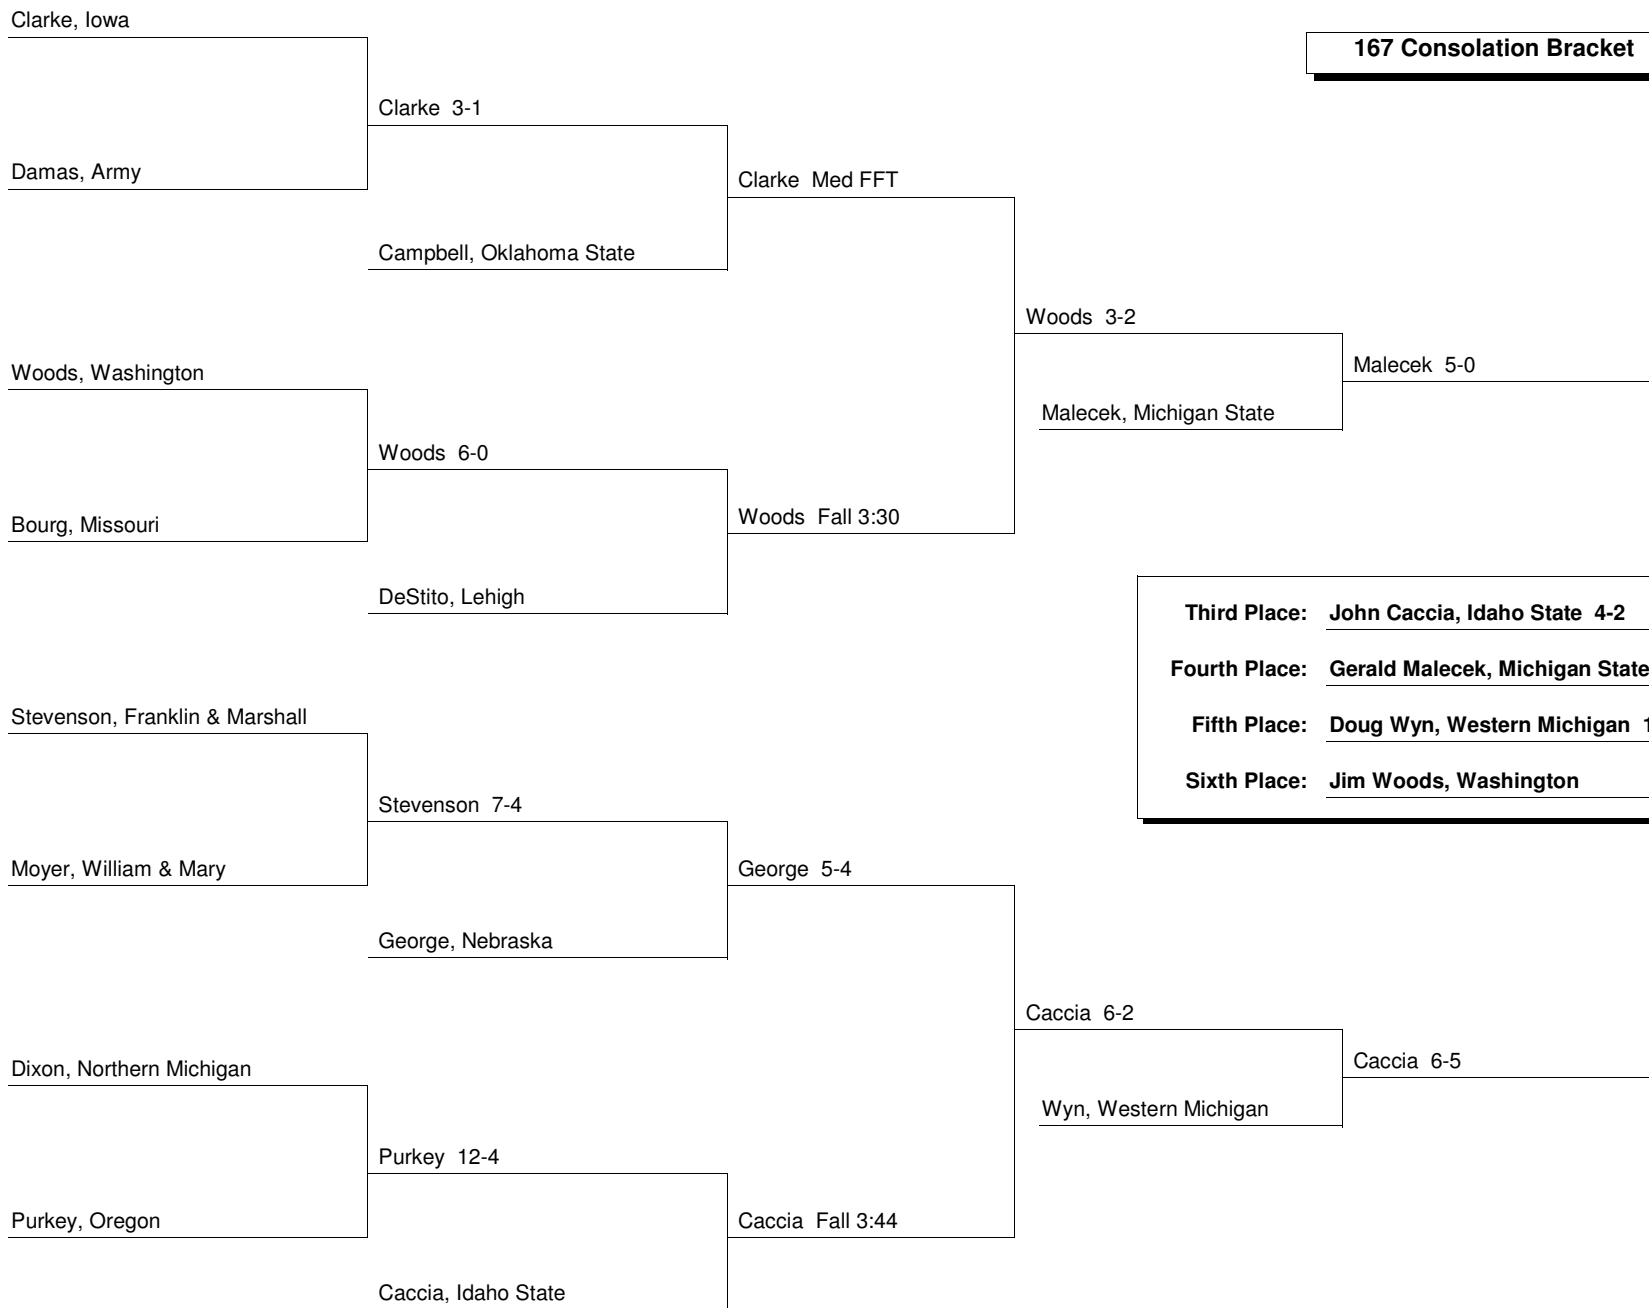 Clarke, Iowa
167 Consolation Bracket
Clarke 3-1
Damas, Army
Clarke Med FFT
Campbell, Oklahoma State
Woods 3-2
Woods, Washington
Malecek 5-0
Malecek, Michigan State
Woods 6-0
Bourg, Missouri
Woods Fall 3:30
DeStito, Lehigh
Third Place: John Caccia, Idaho State 4-2
Fourth Place: Gerald Malecek, Michigan State
Fifth Place: Doug Wyn, Western Michigan
Sixth Place: Jim Woods, Washington
Stevenson, Franklin & Marshall
Stevenson 7-4
Moyer, William & Mary
George 5-4
George, Nebraska
Caccia 6-2
Dixon, Northern Michigan
Caccia 6-5
Wyn, Western Michigan
Purkey 12-4
Purkey, Oregon
Caccia Fall 3:44
Caccia, Idaho State